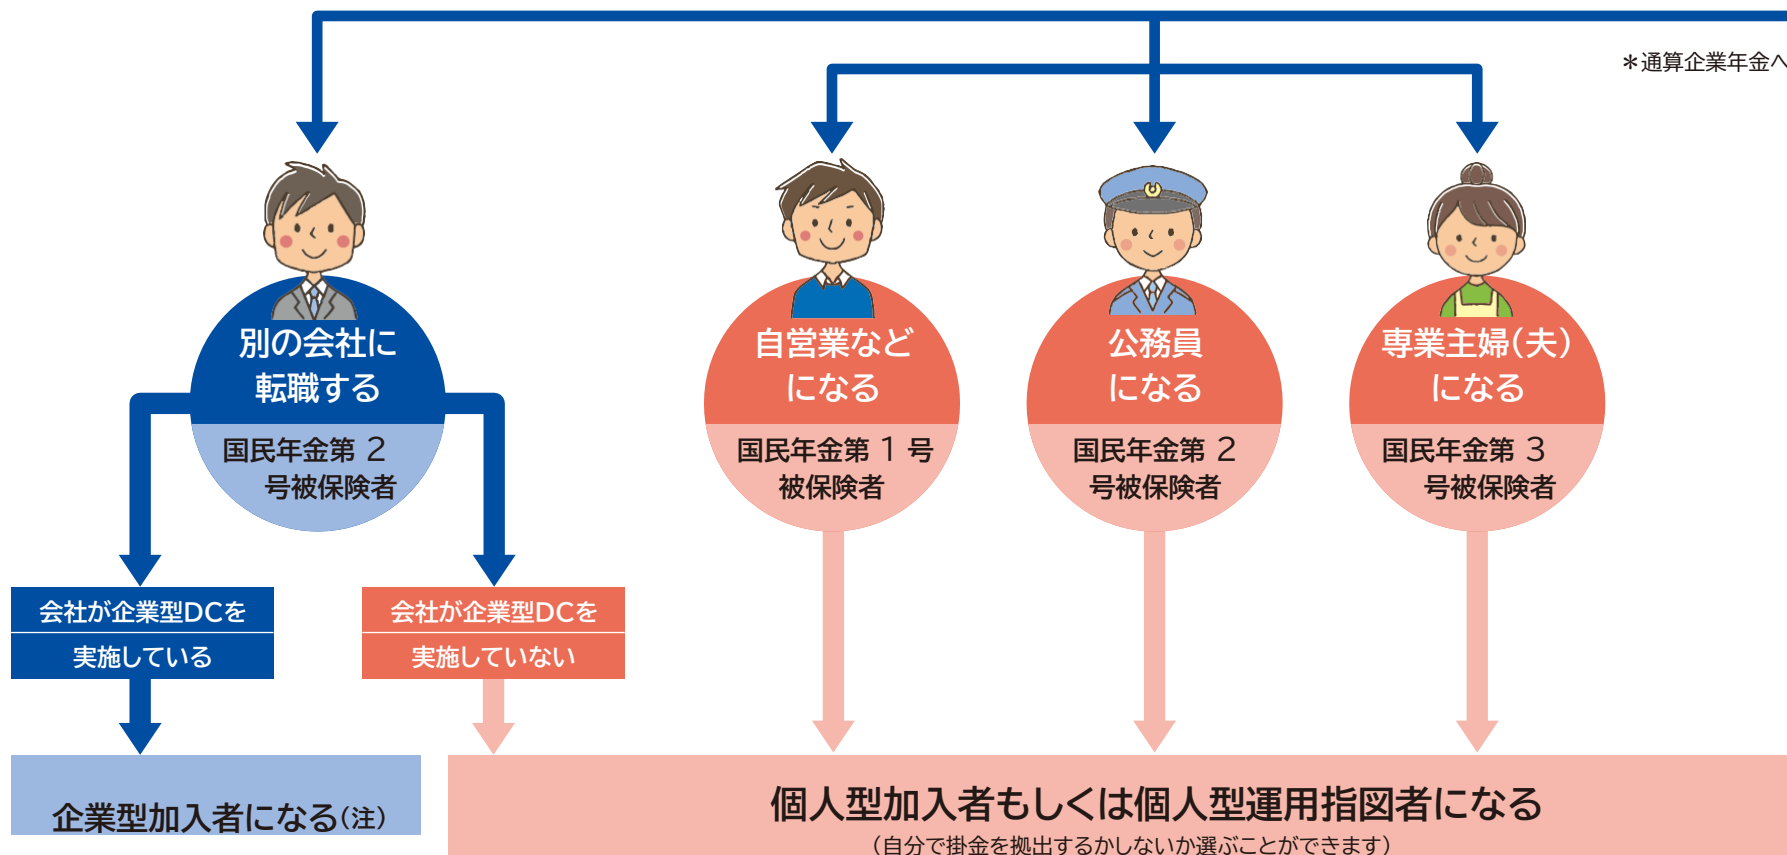 ＊通算企業年金へ
別の会社に
転職する
国民年金第 2
号被保険者
自営業など
になる
国民年金第 1 号
被保険者
公務員
になる
国民年金第 2
号被保険者
専業主婦(夫)
になる
国民年金第 3
号被保険者
会社が企業型DCを
実施している
会社が企業型DCを
実施していない
企業型加入者になる(注)
個人型加入者もしくは個人型運用指図者になる
(自分で掛金を拠出するかしないか選ぶことができます)